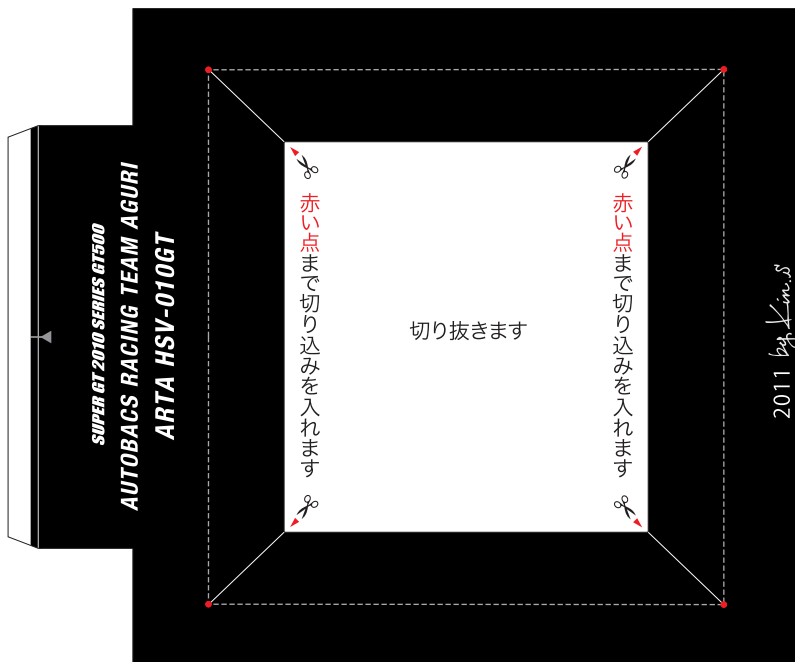 SUPER GT 2010 SERIES GT500
AUTOBACS RACING TEAM AGURI
ARTA HSV-010GT
赤い点まで切り込みを入れます
切り抜きます
赤い点まで切り込みを入れます
2011 by Kin.S